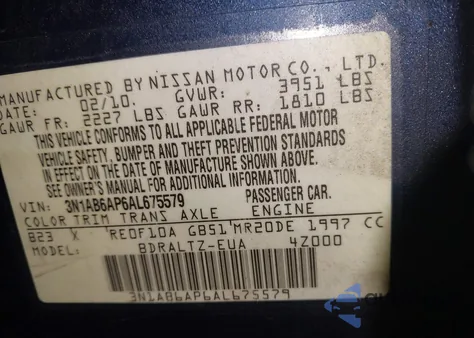 MANUFACTURED BY NISSAN MOTOR CO., LTD.
DATE: 02/10. GVWR: 3951 LBS
GAWR FR: 2227 LBS GAWR RR: 1810 LBS
THIS VEHICLE CONFORMS TO ALL APPLICABLE FEDERAL MOTOR
VEHICLE SAFETY, BUMPER AND THEFT PREVENTION STANDARDS
IN EFFECT ON THE DATE OF MANUFACTURE SHOWN ABOVE.
SEE OWNER'S MANUAL FOR ADDITIONAL INFORMATION.
VIN: 3N1AB6AP6AL675579 PASSENGER CAR.
COLOR TRIM TRANS AXLE ENGINE
B23 X RE0F10A GB51 MR20DE 1997 CC
MODEL: BDRALTZ-EUA 4Z000
3N1AB6AP6AL675579